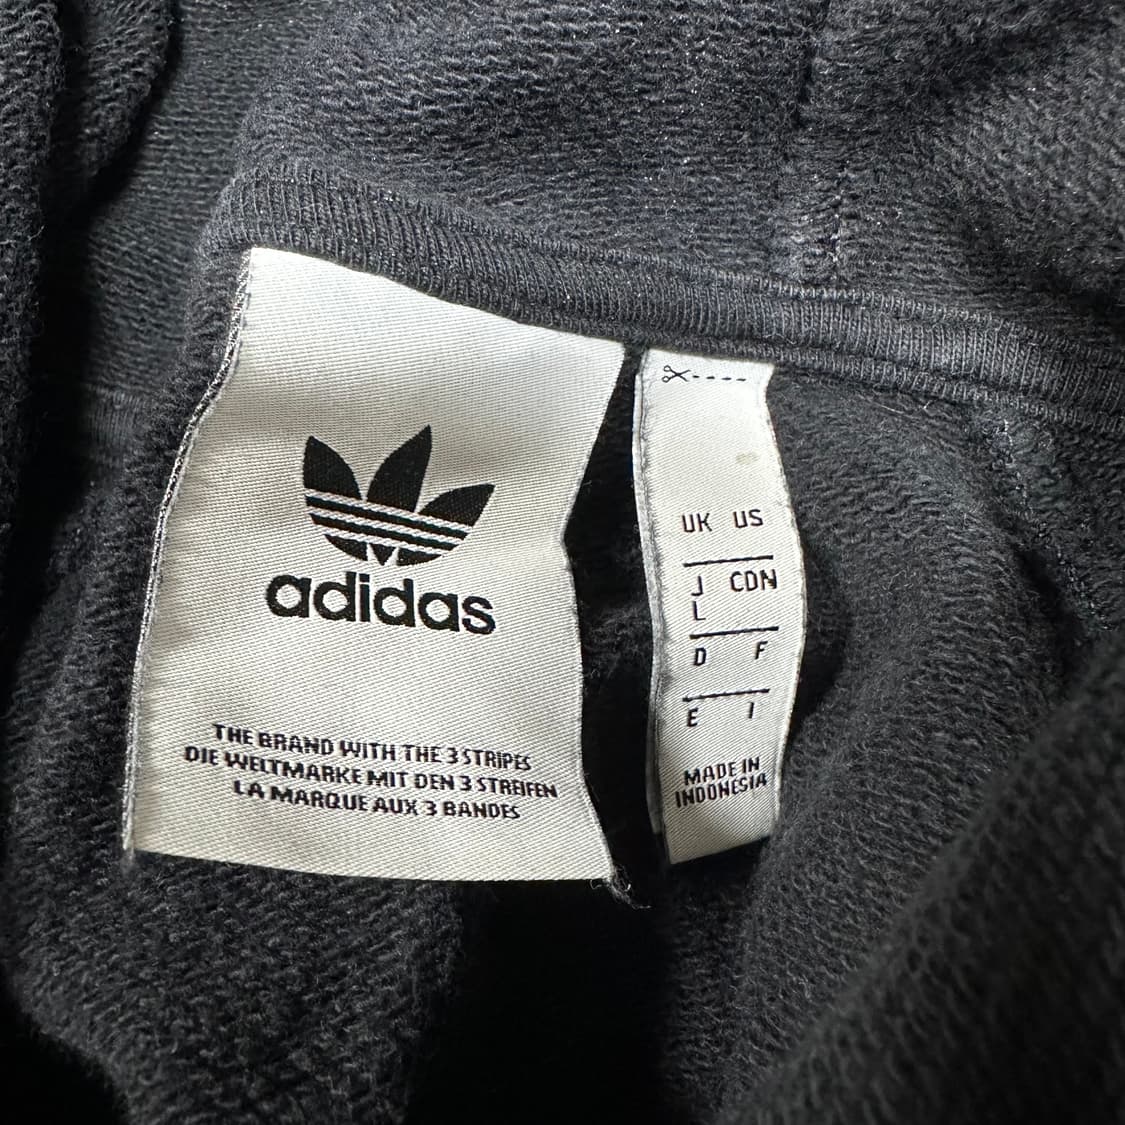 adidas
THE BRAND WITH THE 3 STRIPES
DIE WELTMARKE MIT DEN 3 STREIFEN
LA MARQUE AUX 3 BANDES
UK US
J CDN
L
D F
E I
MADE IN
INDONESIA